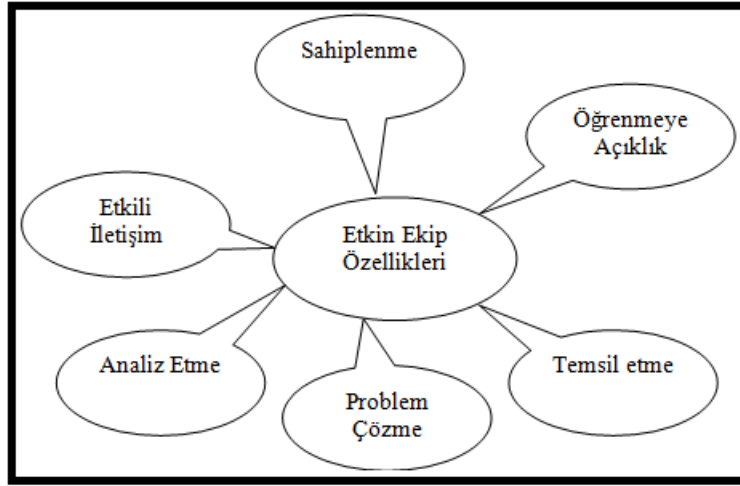 Sahiplenme
Öğrenmeye
Açıklık
Etkili
İletişim
Etkin Ekip
Özellikleri
Analiz Etme
Problem
Çözme
Temsil etme